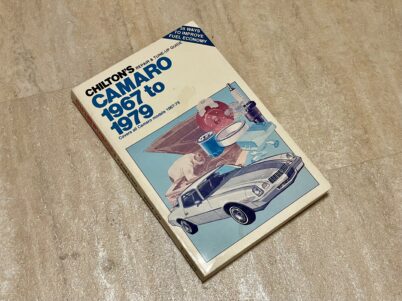 CHILTON'S REPAIR & TUNE-UP GUIDE
CAMARO
1967 to
1979
Covers all Camaro models 1967-79
WAYS
TO IMPROVE
FUEL ECONOMY